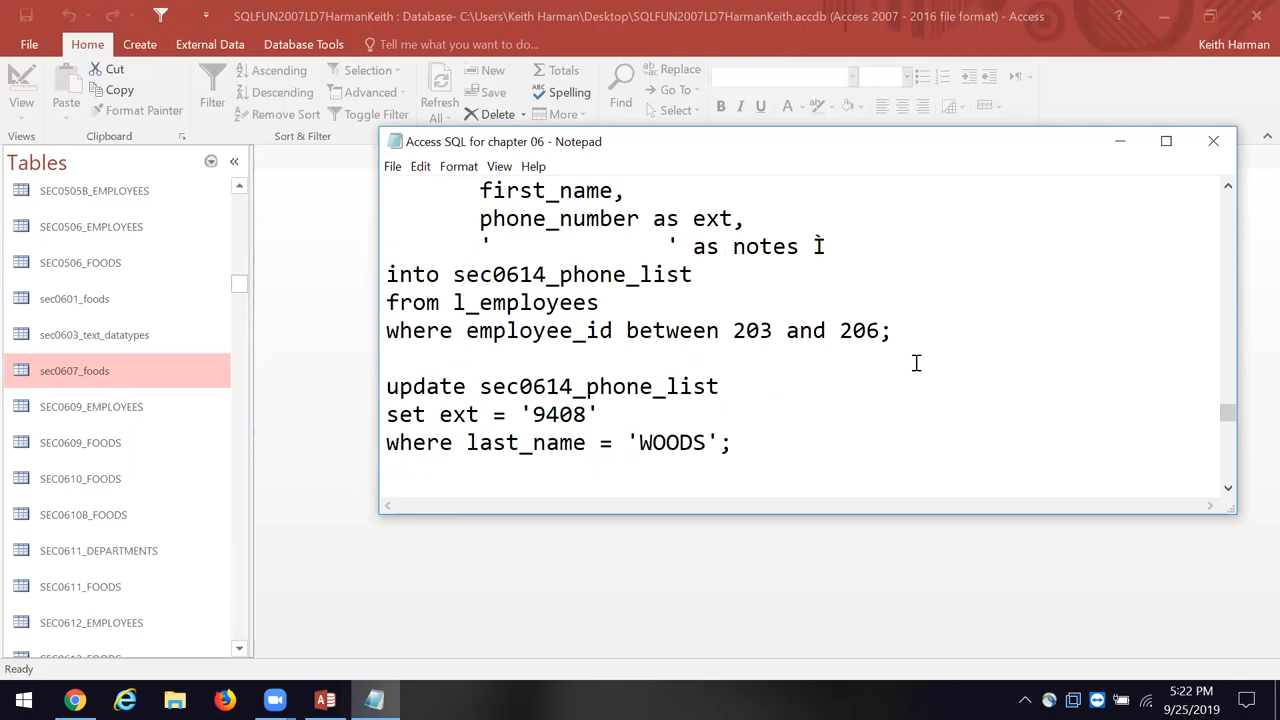 SQLFUN2007LD7HarmanKeith : Database- C:\Users\Keith Harman\Desktop\SQLFUN2007LD7HarmanKeith.accdb (Access 2007 - 2016 file format) - Access
File Home Create External Data Database Tools Tell me what you want to do... Keith Harman
View Paste Cut Copy Format Painter Filter Ascending Descending Remove Sort Selection Advanced Toggle Filter Refresh All New Save Delete Totals Spelling More Find Replace Go To Select B I U A
Views Clipboard Sort & Filter
Tables
SEC0505B_EMPLOYEES
SEC0506_EMPLOYEES
SEC0506_FOODS
sec0601_foods
sec0603_text_datatypes
sec0607_foods
SEC0609_EMPLOYEES
SEC0609_FOODS
SEC0610_FOODS
SEC0610B_FOODS
SEC0611_DEPARTMENTS
SEC0611_FOODS
SEC0612_EMPLOYEES
Access SQL for chapter 06 - Notepad
File Edit Format View Help
first_name,
phone_number as ext,
' ' as notes
into sec0614_phone_list
from l_employees
where employee_id between 203 and 206;
update sec0614_phone_list
set ext = '9408'
where last_name = 'WOODS';
Ready
5:22 PM
9/25/2019